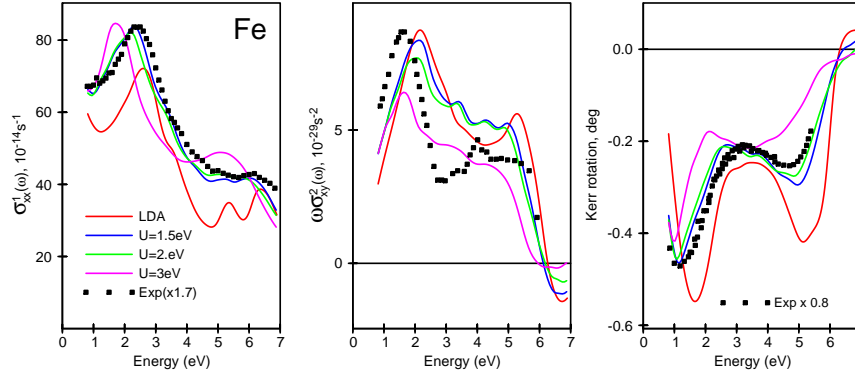 Fe
σ¹xx(ω), 10⁻¹⁴s⁻¹
80
60
40
20
LDA
U=1.5eV
U=2.eV
U=3eV
Exp(x1.7)
0 1 2 3 4 5 6 7
Energy (eV)
ωσ²xy(ω), 10⁻²⁹s⁻²
5
0
0 1 2 3 4 5 6 7
Energy (eV)
Kerr rotation, deg
0.0
-0.2
-0.4
-0.6
Exp x 0.8
0 1 2 3 4 5 6 7
Energy (eV)